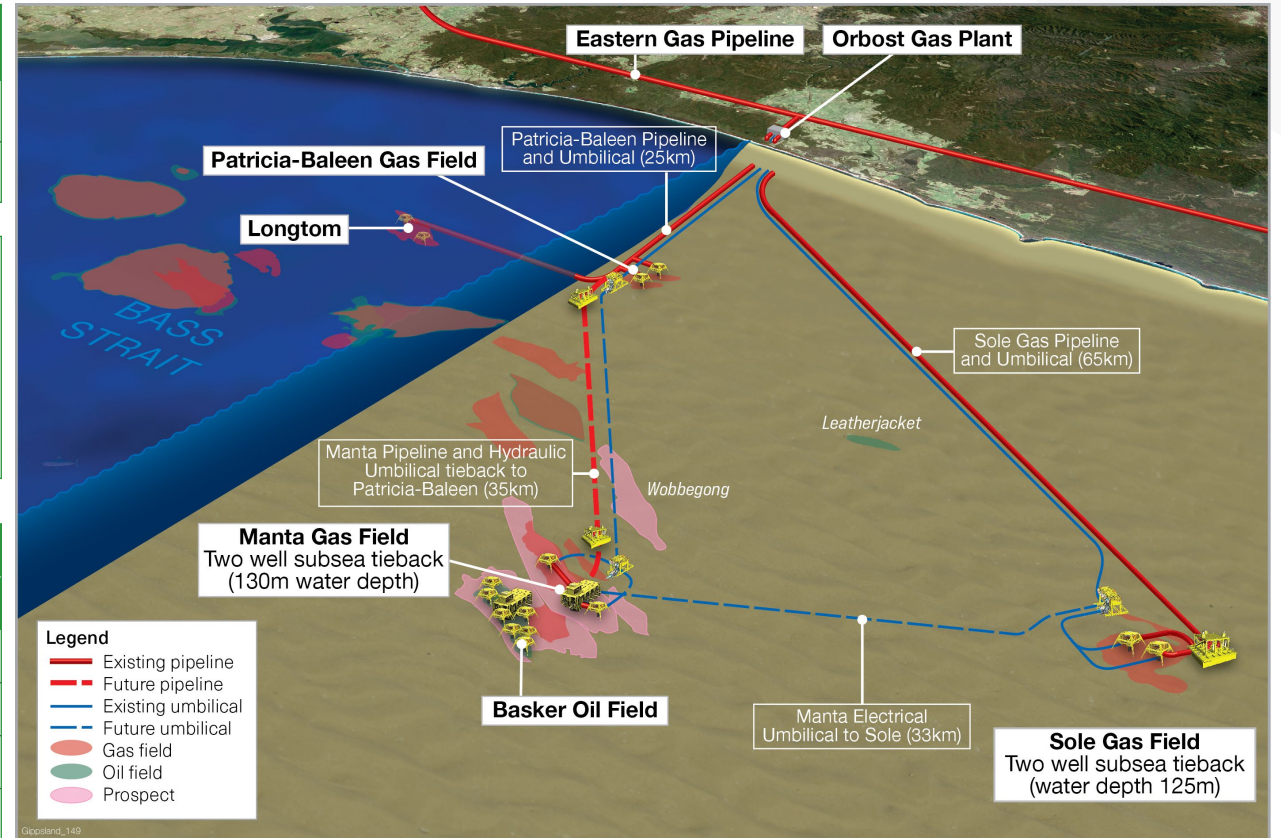 Eastern Gas Pipeline
Orbost Gas Plant
Patricia-Baleen Pipeline
and Umbilical (25km)
Patricia-Baleen Gas Field
Longtom
BASS
STRAIT
Sole Gas Pipeline
and Umbilical (65km)
Leatherjacket
Manta Pipeline and Hydraulic
Umbilical tieback to
Patricia-Baleen (35km)
Wobbegong
Manta Gas Field
Two well subsea tieback
(130m water depth)
Basker Oil Field
Manta Electrical
Umbilical to Sole (33km)
Sole Gas Field
Two well subsea tieback
(water depth 125m)
Legend
Existing pipeline
Future pipeline
Existing umbilical
Future umbilical
Gas field
Oil field
Prospect
Gippsland_149